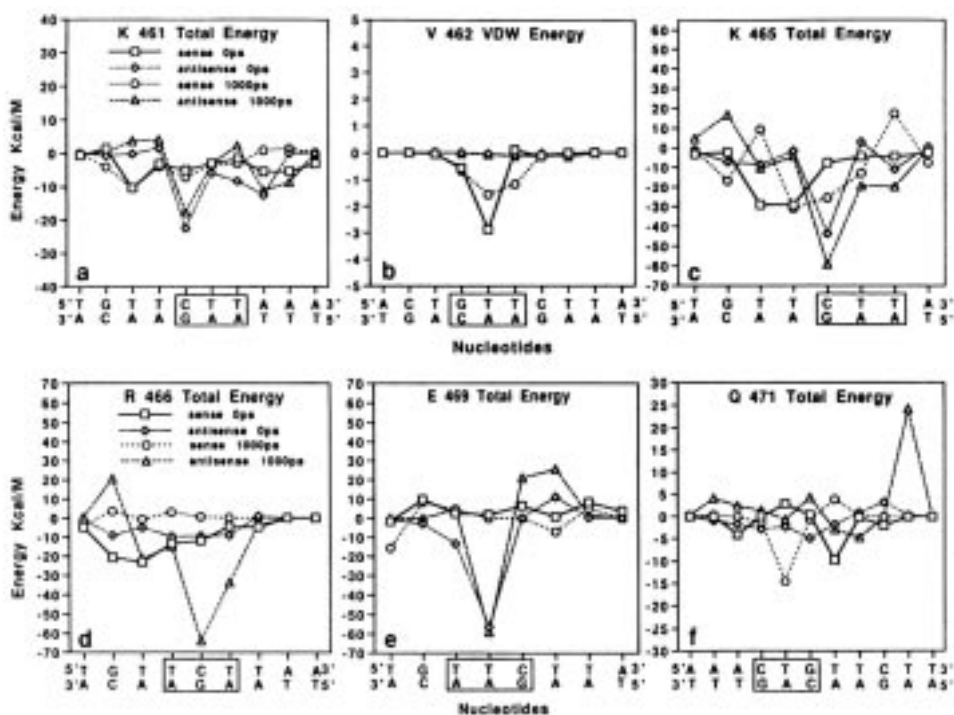 K 461 Total Energy
sense 0ps
antisense 0ps
sense 1000ps
antisense 1000ps
Energy Kcal/M
40
30
20
10
0
-10
-20
-30
-40
a
5' T G T T C T T A A A 3'
3' A C A A G A A T T T 5'
V 462 VDW Energy
5
4
3
2
1
0
-1
-2
-3
-4
-5
b
5' A C T G T T C T T A 3'
3' T G A C A A G A A T 5'
K 465 Total Energy
60
50
40
30
20
10
0
-10
-20
-30
-40
-50
-60
-70
c
5' T G T T C T T A 3'
3' A C A A G A A T 5'
Nucleotides
R 466 Total Energy
sense 0ps
antisense 0ps
sense 1000ps
antisense 1000ps
Energy Kcal/M
70
60
50
40
30
20
10
0
-10
-20
-30
-40
-50
-60
-70
d
5' T G T T C T T A A 3'
3' A C A A G A A T T 5'
E 469 Total Energy
70
60
50
40
30
20
10
0
-10
-20
-30
-40
-50
-60
-70
e
5' T G T T C T T A 3'
3' A C A A G A A T 5'
Q 471 Total Energy
30
25
20
15
10
5
0
-5
-10
-15
-20
-25
-30
f
5' A A A C T G T T C T T 3'
3' T T T G A C A A G A A 5'
Nucleotides